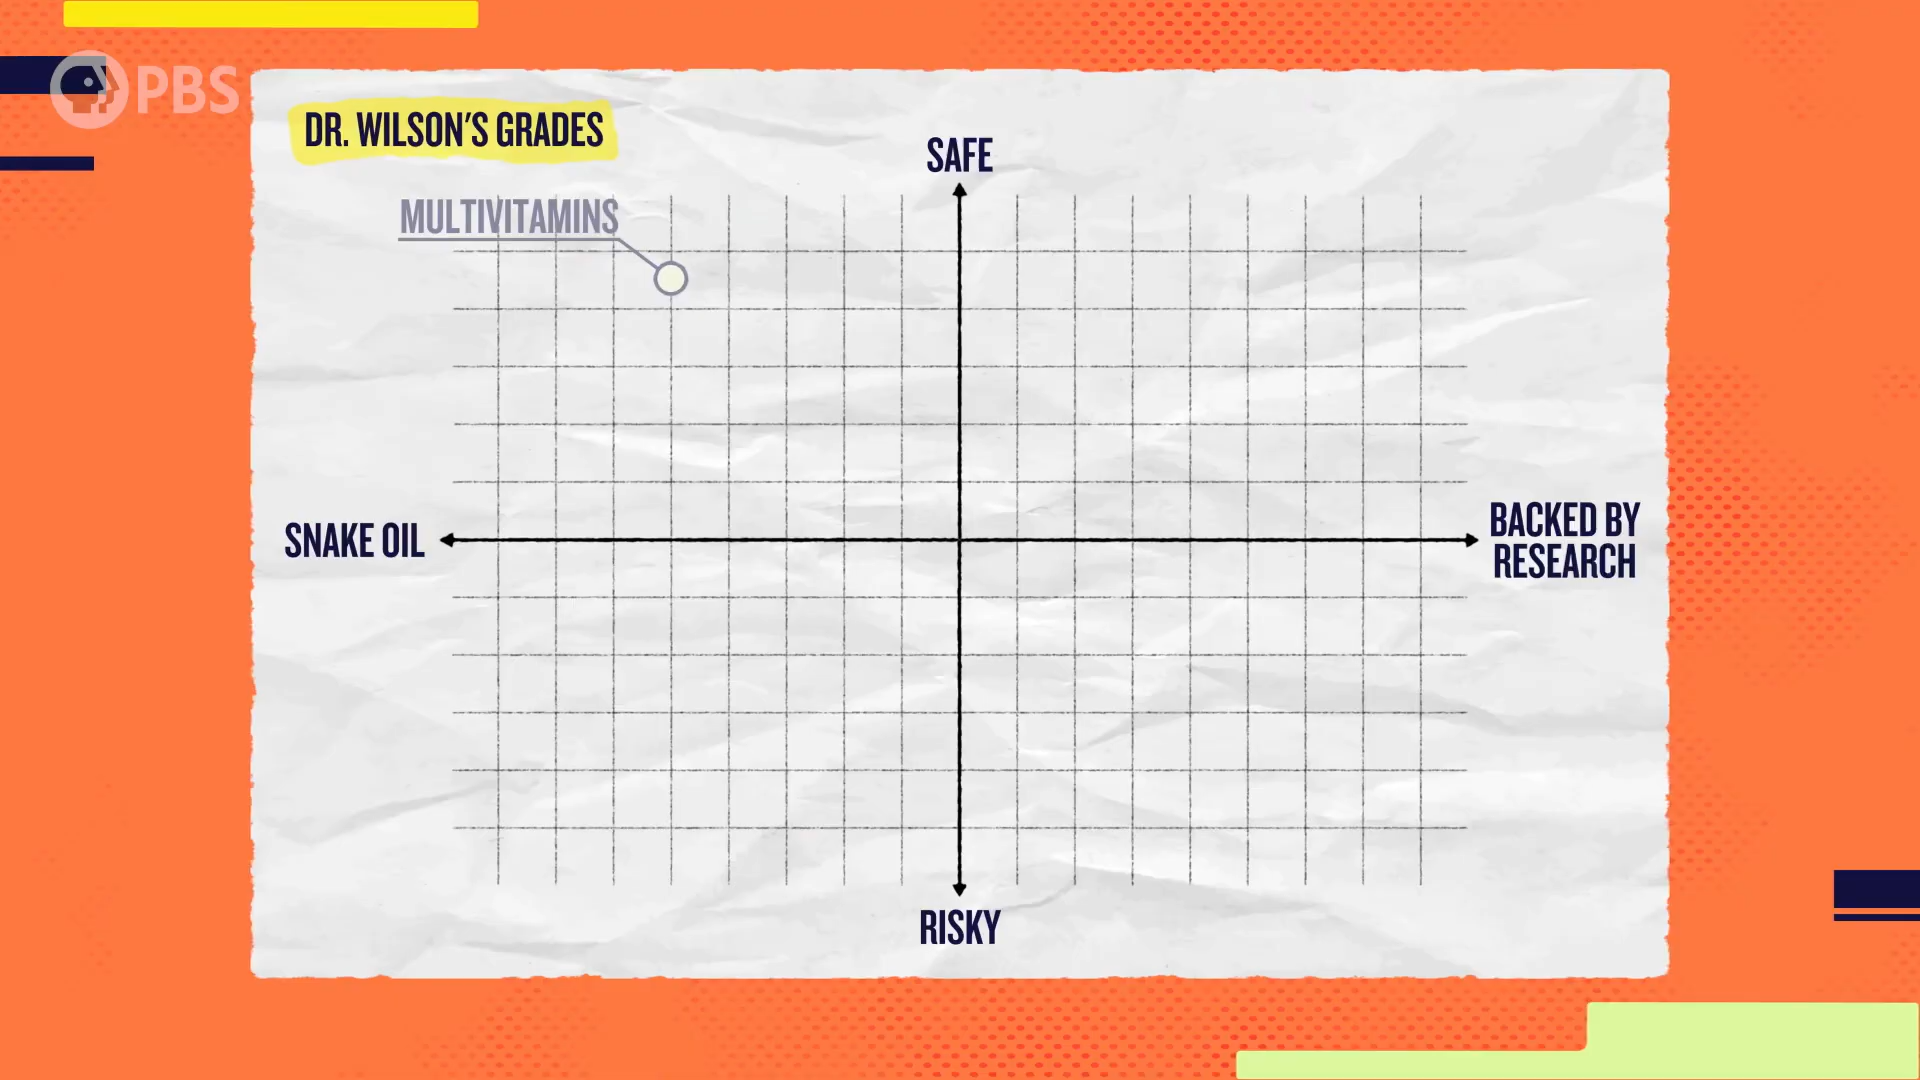 PBS
DR. WILSON'S GRADES
SAFE
MULTIVITAMINS
SNAKE OIL
BACKED BY
RESEARCH
RISKY